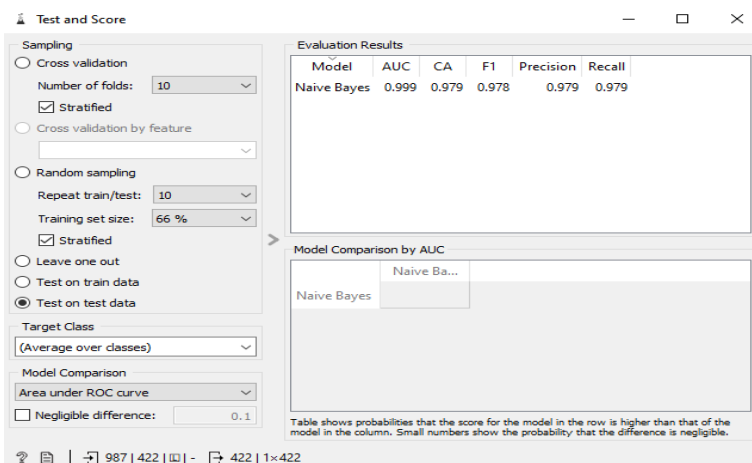 Test and Score
Sampling
Cross validation
Number of folds: 10
Stratified
Cross validation by feature
Random sampling
Repeat train/test: 10
Training set size: 66 %
Stratified
Leave one out
Test on train data
Test on test data
Target Class
(Average over classes)
Model Comparison
Area under ROC curve
Negligible difference: 0.1
Evaluation Results
Model AUC CA F1 Precision Recall
Naive Bayes 0.999 0.979 0.978 0.979 0.979
Model Comparison by AUC
Naive Ba...
Naive Bayes
Table shows probabilities that the score for the model in the row is higher than that of the
model in the column. Small numbers show the probability that the difference is negligible.
? 987 | 422 | - 422 | 1×422